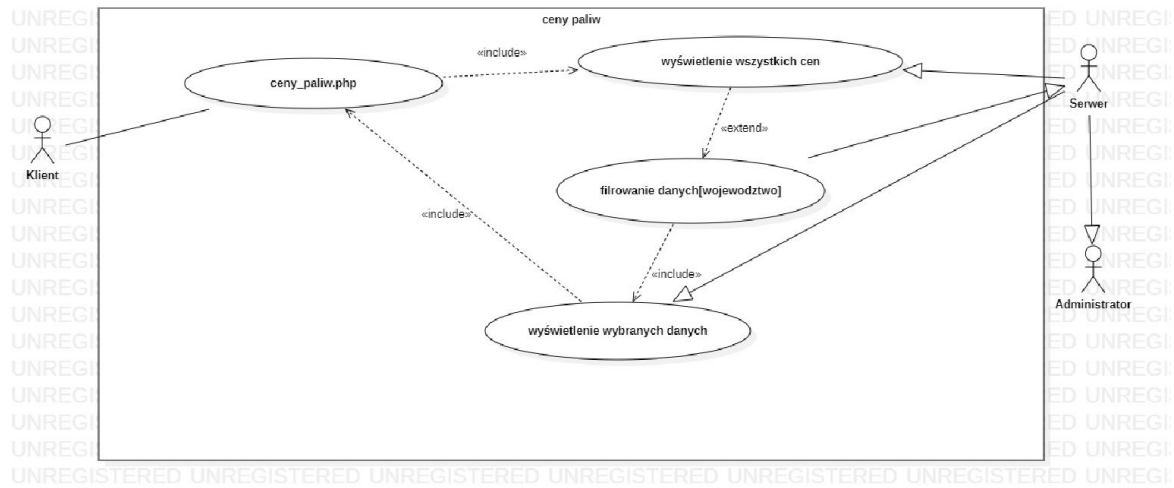 ceny paliw
«include»
wyświetlenie wszystkich cen
ceny_paliw.php
Serwer
«extend»
Klient
filrowanie danych[wojewodztwo]
«include»
«include»
Administrator
wyświetlenie wybranych danych
UNREGISTERED UNREGISTERED UNREGISTERED UNREGISTERED UNREGISTERED UNREGISTERED UNREGI